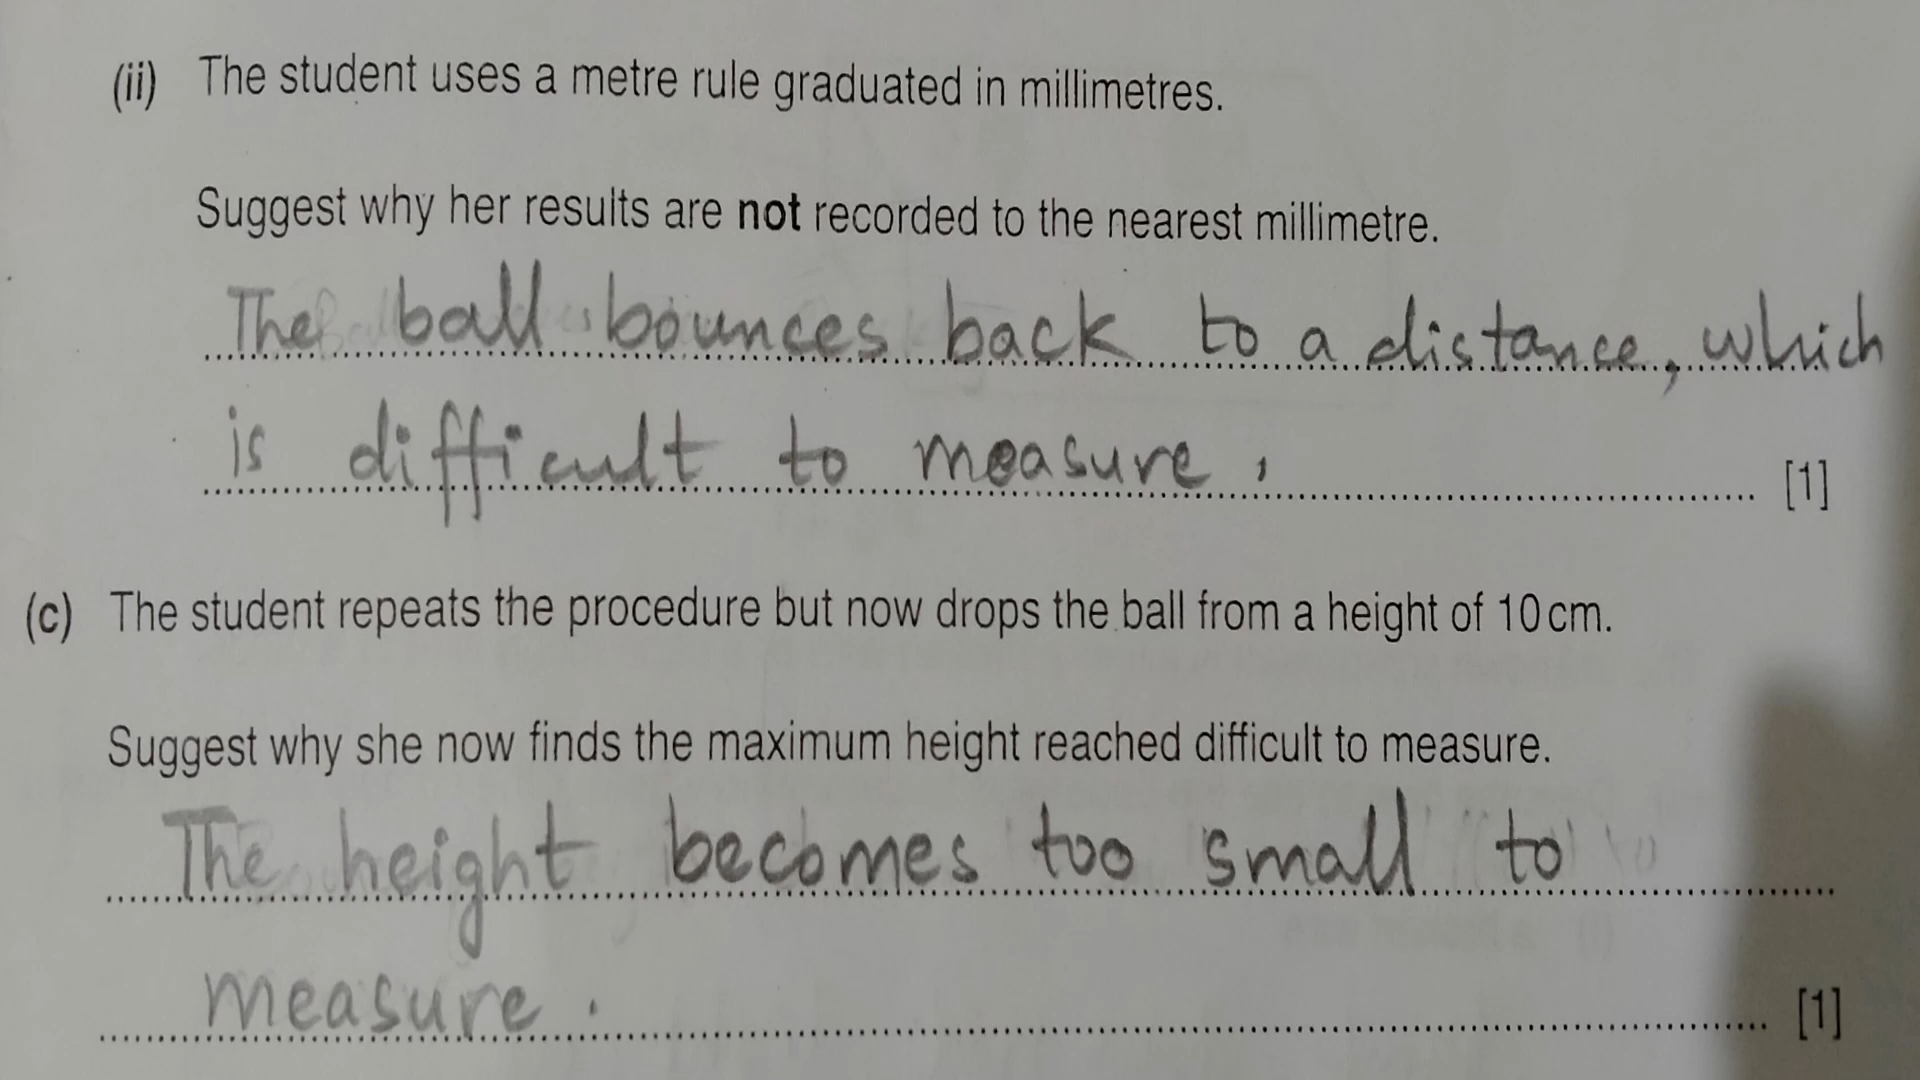 (ii) The student uses a metre rule graduated in millimetres.
Suggest why her results are not recorded to the nearest millimetre.
The ball bounces back to a distance, which
is difficult to measure.
[1]
(c) The student repeats the procedure but now drops the ball from a height of 10 cm.
Suggest why she now finds the maximum height reached difficult to measure.
The height becomes too small to
measure.
[1]